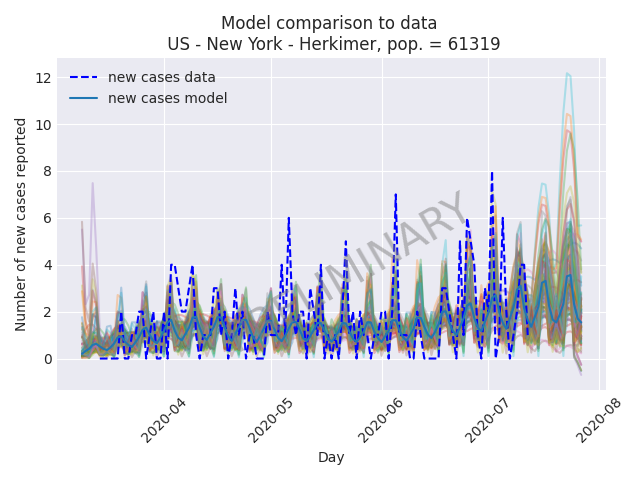 Model comparison to data
US - New York - Herkimer, pop. = 61319
new cases data
new cases model
PRELIMINARY
Number of new cases reported
12
10
8
6
4
2
0
2020-04
2020-05
2020-06
2020-07
2020-08
Day